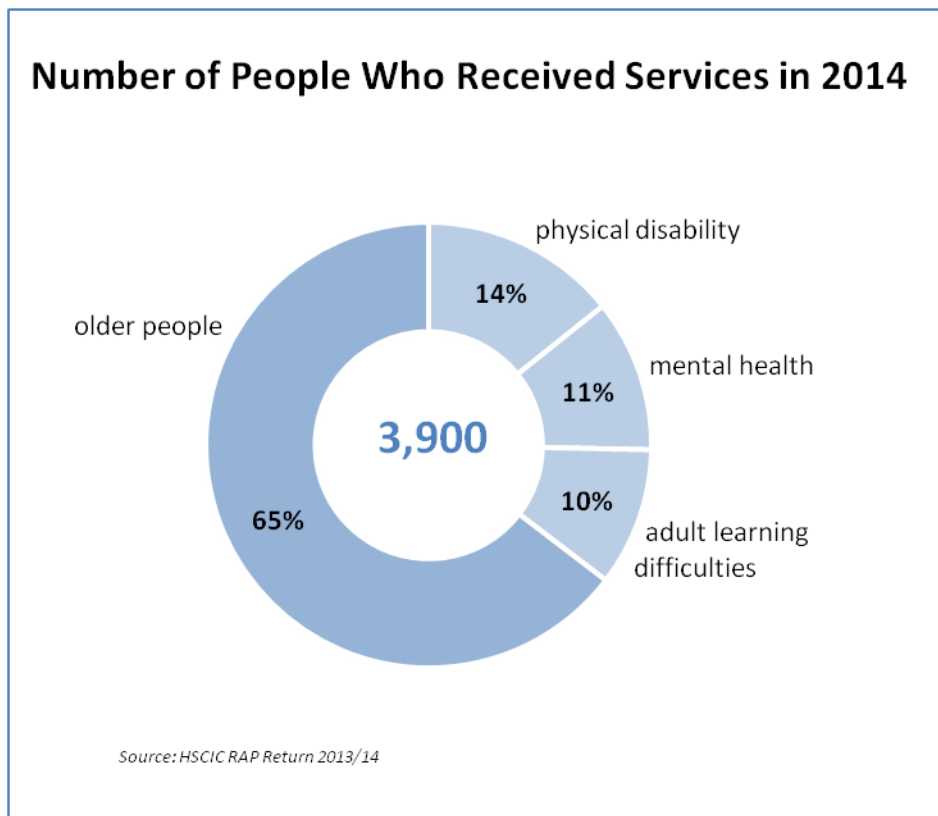 Number of People Who Received Services in 2014
physical disability
14%
older people
mental health
11%
3,900
65%
10%
adult learning
difficulties
Source: HSCIC RAP Return 2013/14